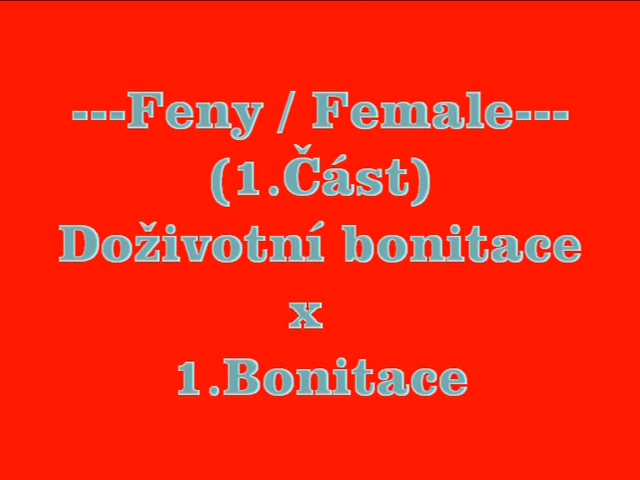 ---Feny / Female---
(1.Část)
Doživotní bonitace
x
1.Bonitace